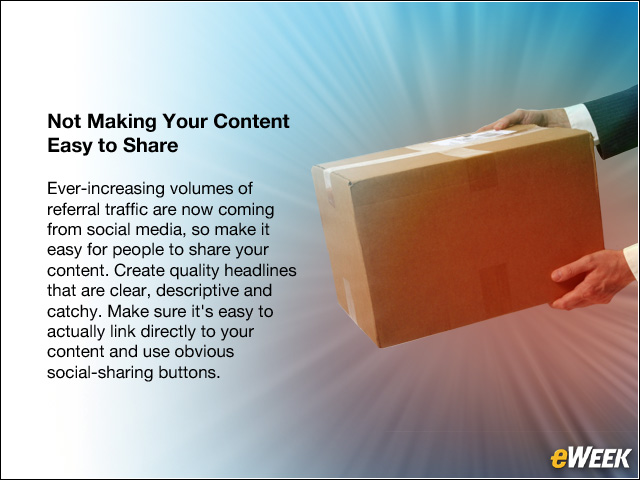 Not Making Your Content
Easy to Share
Ever-increasing volumes of
referral traffic are now coming
from social media, so make it
easy for people to share your
content. Create quality headlines
that are clear, descriptive and
catchy. Make sure it's easy to
actually link directly to your
content and use obvious
social-sharing buttons.
eWEEK